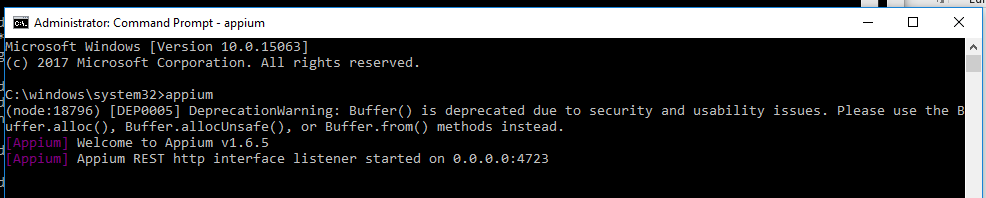 Administrator: Command Prompt - appium
Microsoft Windows [Version 10.0.15063]
(c) 2017 Microsoft Corporation. All rights reserved.
C:\windows\system32>appium
(node:18796) [DEP0005] DeprecationWarning: Buffer() is deprecated due to security and usability issues. Please use the B
uffer.alloc(), Buffer.allocUnsafe(), or Buffer.from() methods instead.
[Appium] Welcome to Appium v1.6.5
[Appium] Appium REST http interface listener started on 0.0.0.0:4723